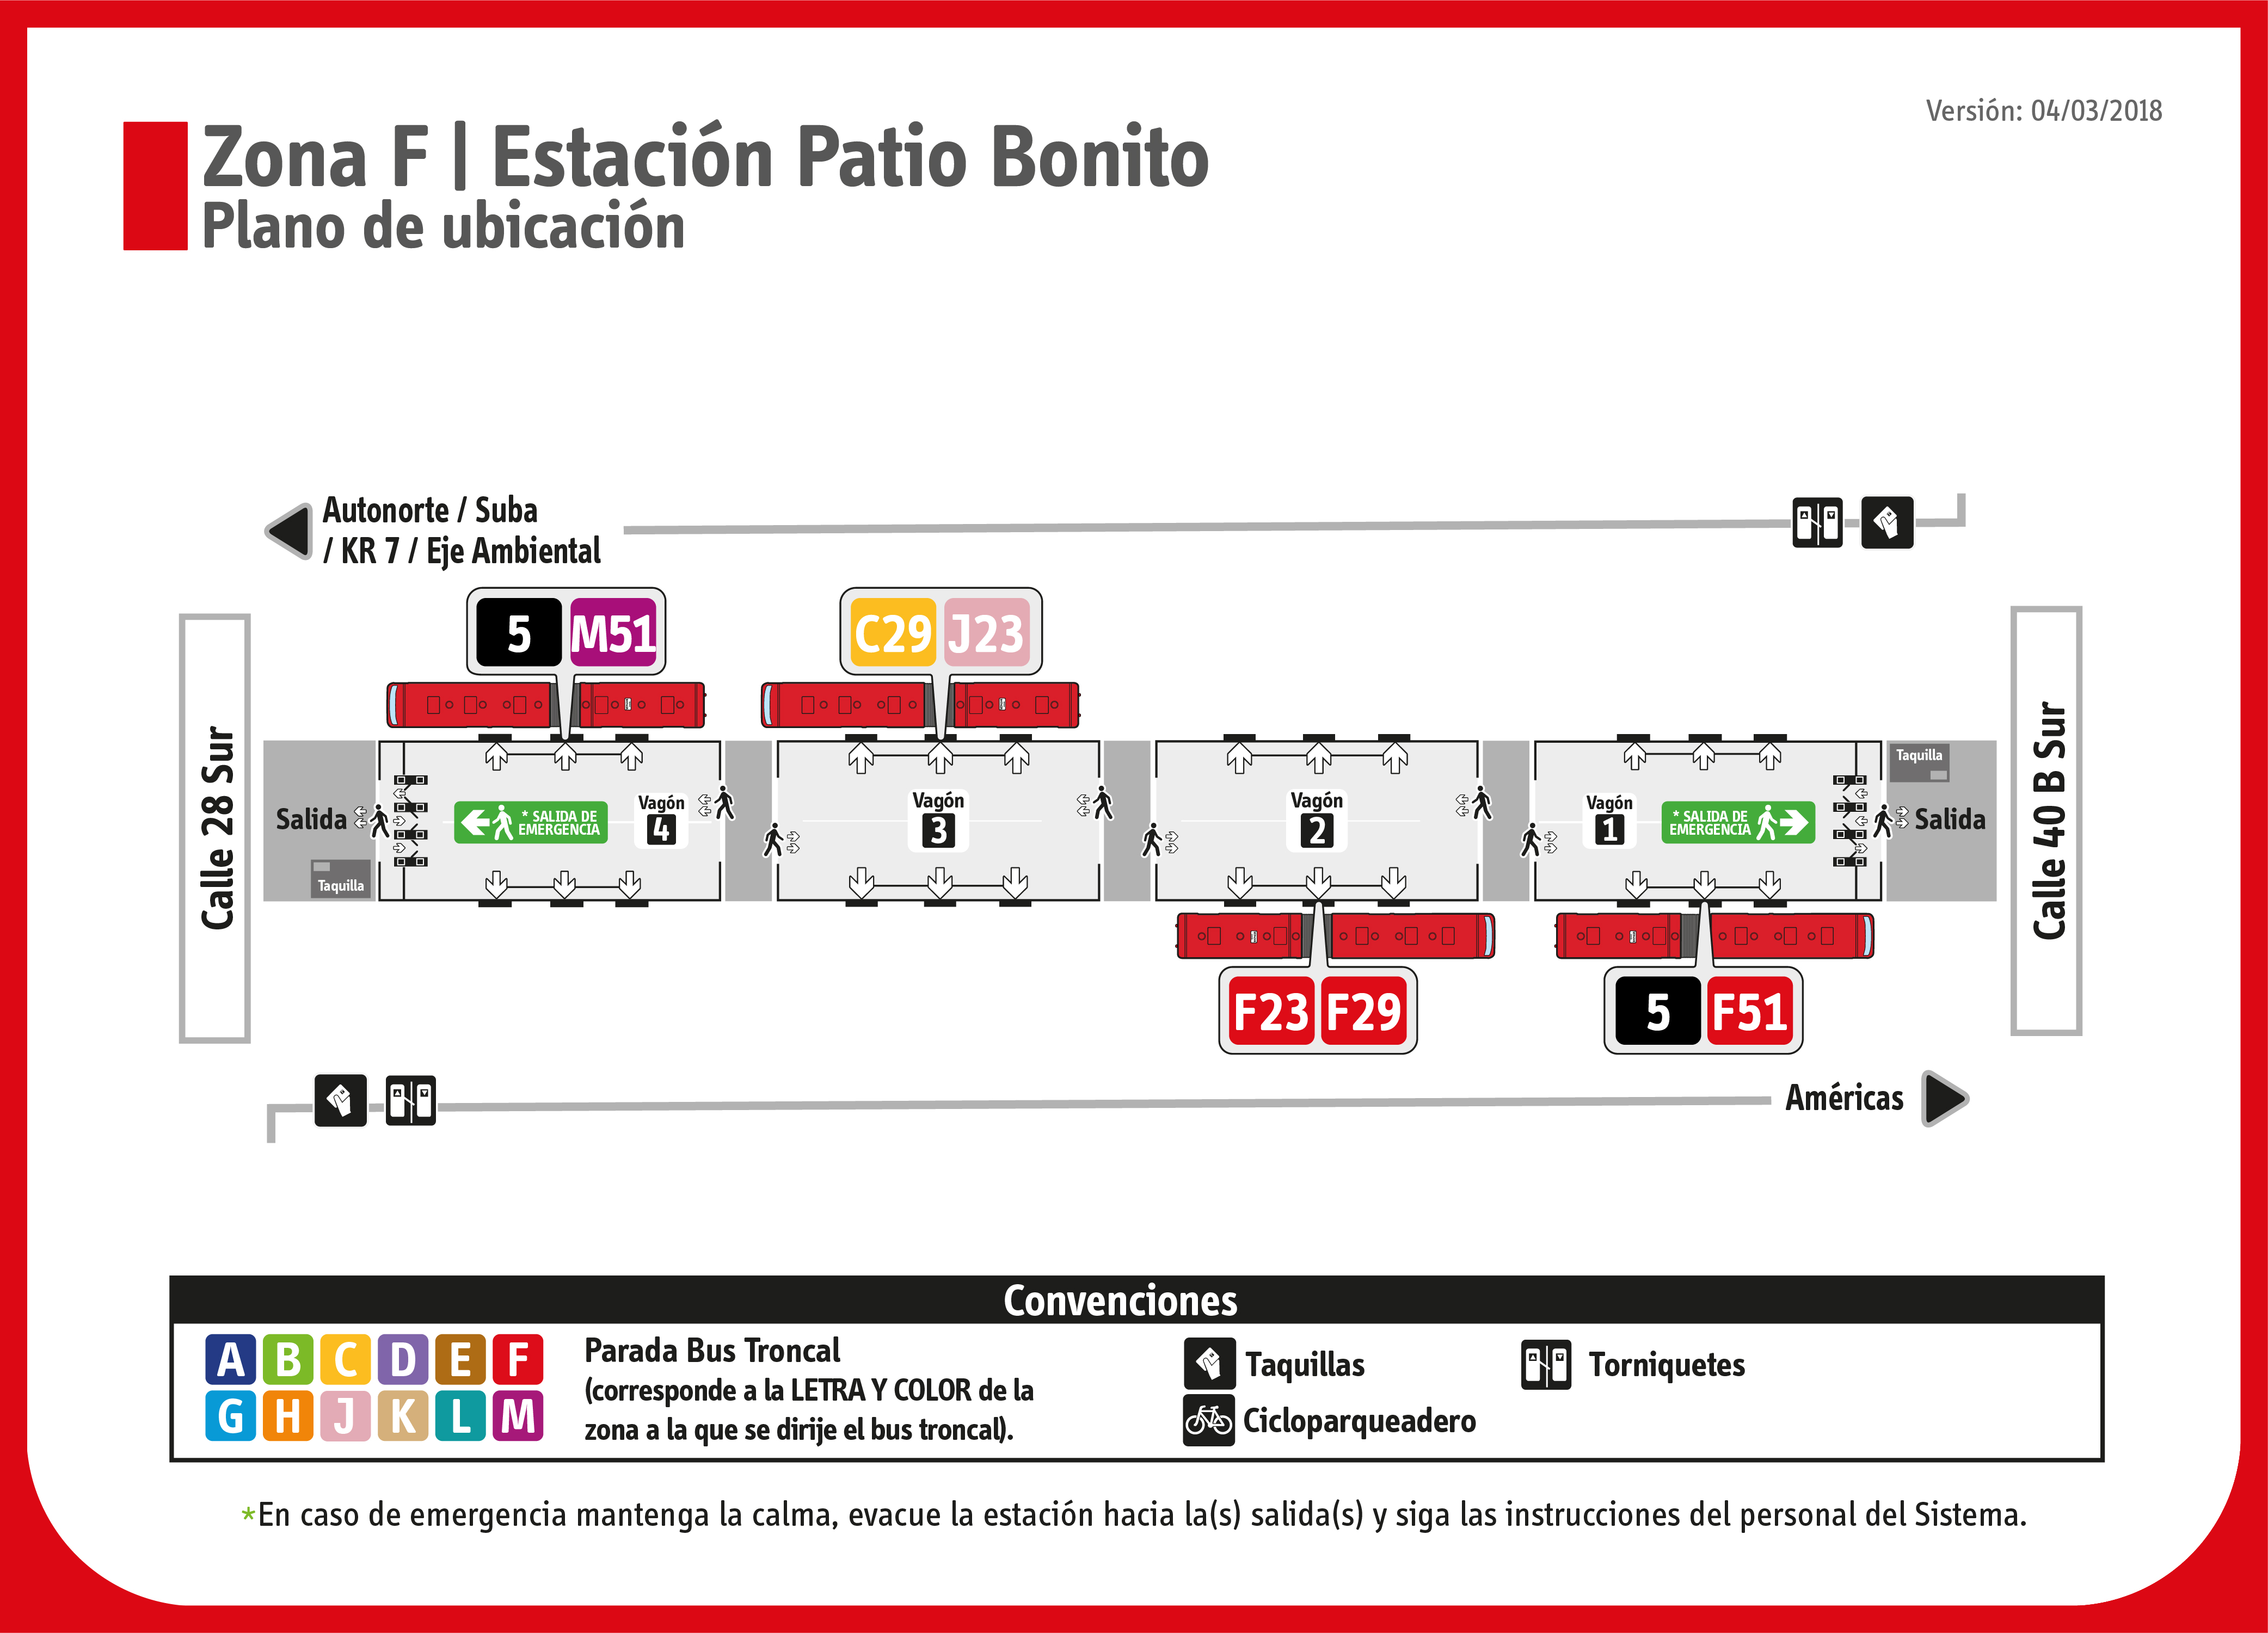 Versión: 04/03/2018
Zona F | Estación Patio Bonito
Plano de ubicación
Autonorte / Suba
/ KR 7 / Eje Ambiental
5 M51
C29 J23
Calle 28 Sur
Calle 40 B Sur
Salida
Taquilla
* SALIDA DE
EMERGENCIA
Vagón
4
Vagón
3
Vagón
2
Vagón
1
* SALIDA DE
EMERGENCIA
Taquilla
Salida
F23 F29
5 F51
Américas
Convenciones
A B C D E F
G H J K L M
Parada Bus Troncal
(corresponde a la LETRA Y COLOR de la
zona a la que se dirije el bus troncal).
Taquillas
Torniquetes
Cicloparqueadero
*En caso de emergencia mantenga la calma, evacue la estación hacia la(s) salida(s) y siga las instrucciones del personal del Sistema.